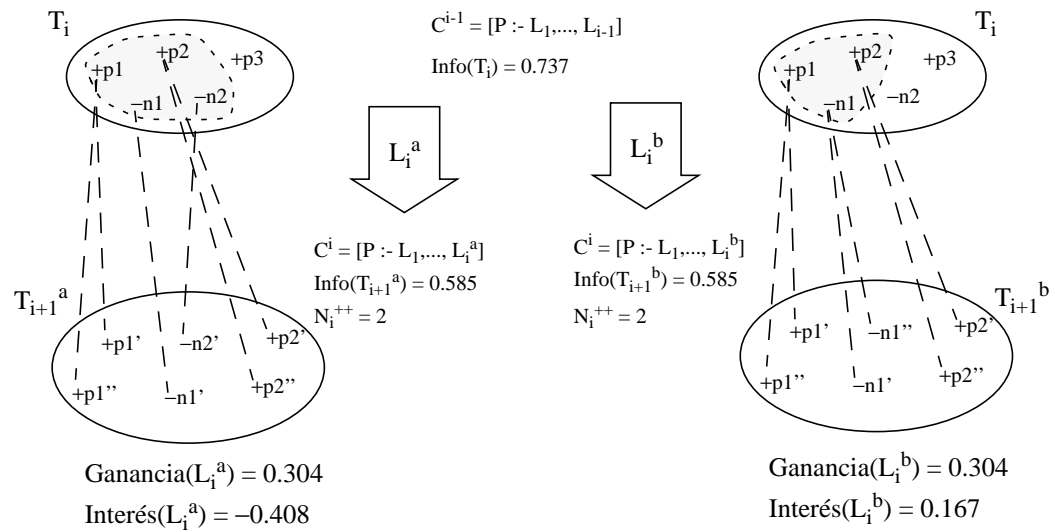 T_i
+p1
+p2
+p3
−n1
−n2
C^{i-1} = [P :- L_1,..., L_{i-1}]
Info(T_i) = 0.737
T_i
+p1
+p2
+p3
−n1
−n2
L_i^a
L_i^b
C^i = [P :- L_1,..., L_i^a]
Info(T_{i+1}^a) = 0.585
N_i^{++} = 2
C^i = [P :- L_1,..., L_i^b]
Info(T_{i+1}^b) = 0.585
N_i^{++} = 2
T_{i+1}^a
+p1’
−n2’
+p2’
+p1’’
−n1’
+p2’’
T_{i+1}^b
+p1’
−n1’’
+p2’
+p1’’
−n1’
+p2’’
Ganancia(L_i^a) = 0.304
Interés(L_i^a) = −0.408
Ganancia(L_i^b) = 0.304
Interés(L_i^b) = 0.167